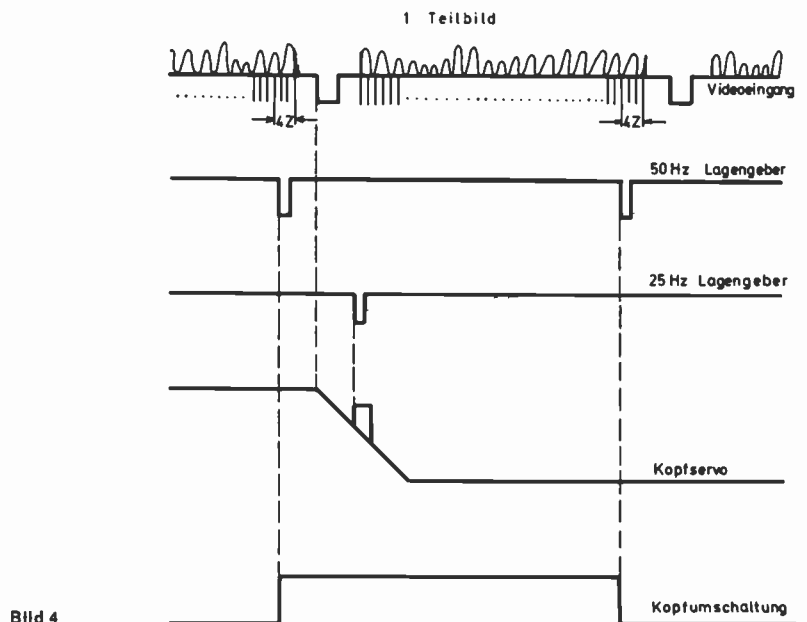 1 Teilbild
Videoeingang
4Z
4Z
50 Hz Lagengeber
25 Hz Lagengeber
Kopfservo
Kopfumschaltung
Bild 4